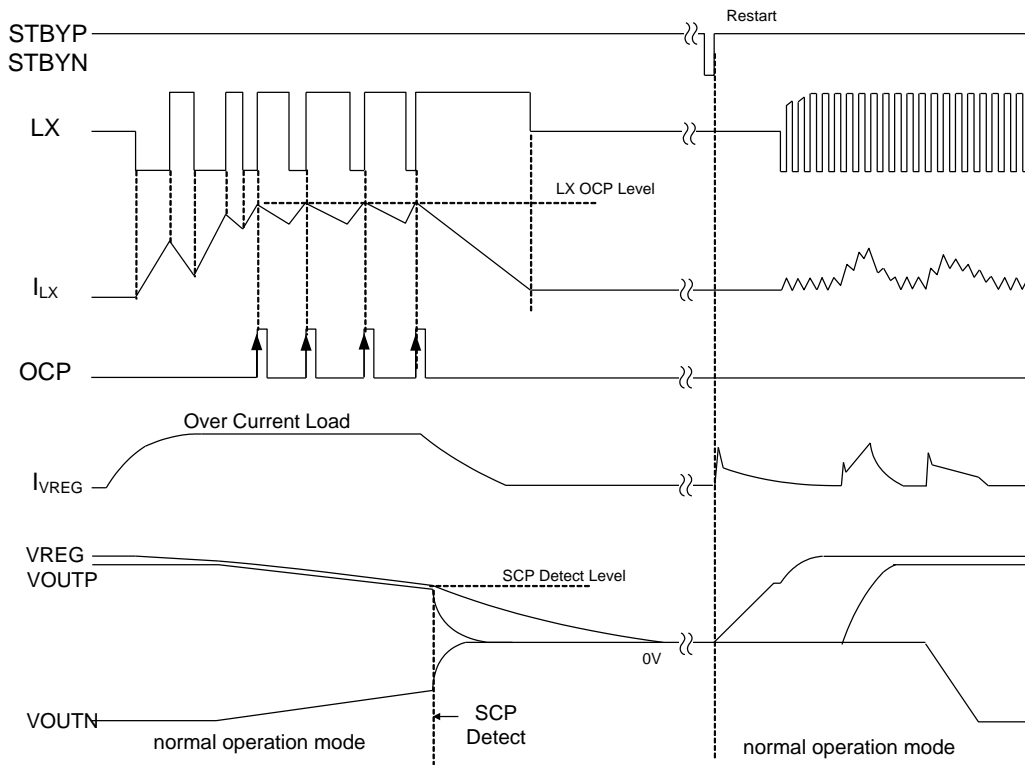 Restart
STBYP
STBYN
LX
LX OCP Level
ILX
OCP
Over Current Load
IVREG
VREG
VOUTP
SCP Detect Level
0V
VOUTN
SCP
Detect
normal operation mode
normal operation mode